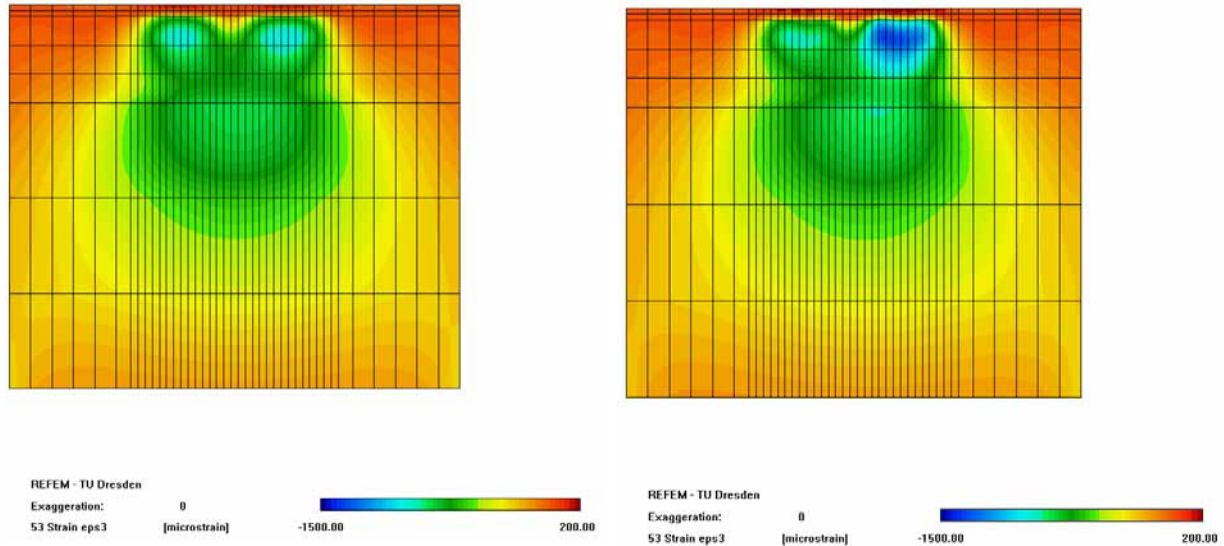 REFEM - TU Dresden
Exaggeration: 0
53 Strain eps3 [microstrain] -1500.00 200.00
REFEM - TU Dresden
Exaggeration: 0
53 Strain eps3 [microstrain] -1500.00 200.00